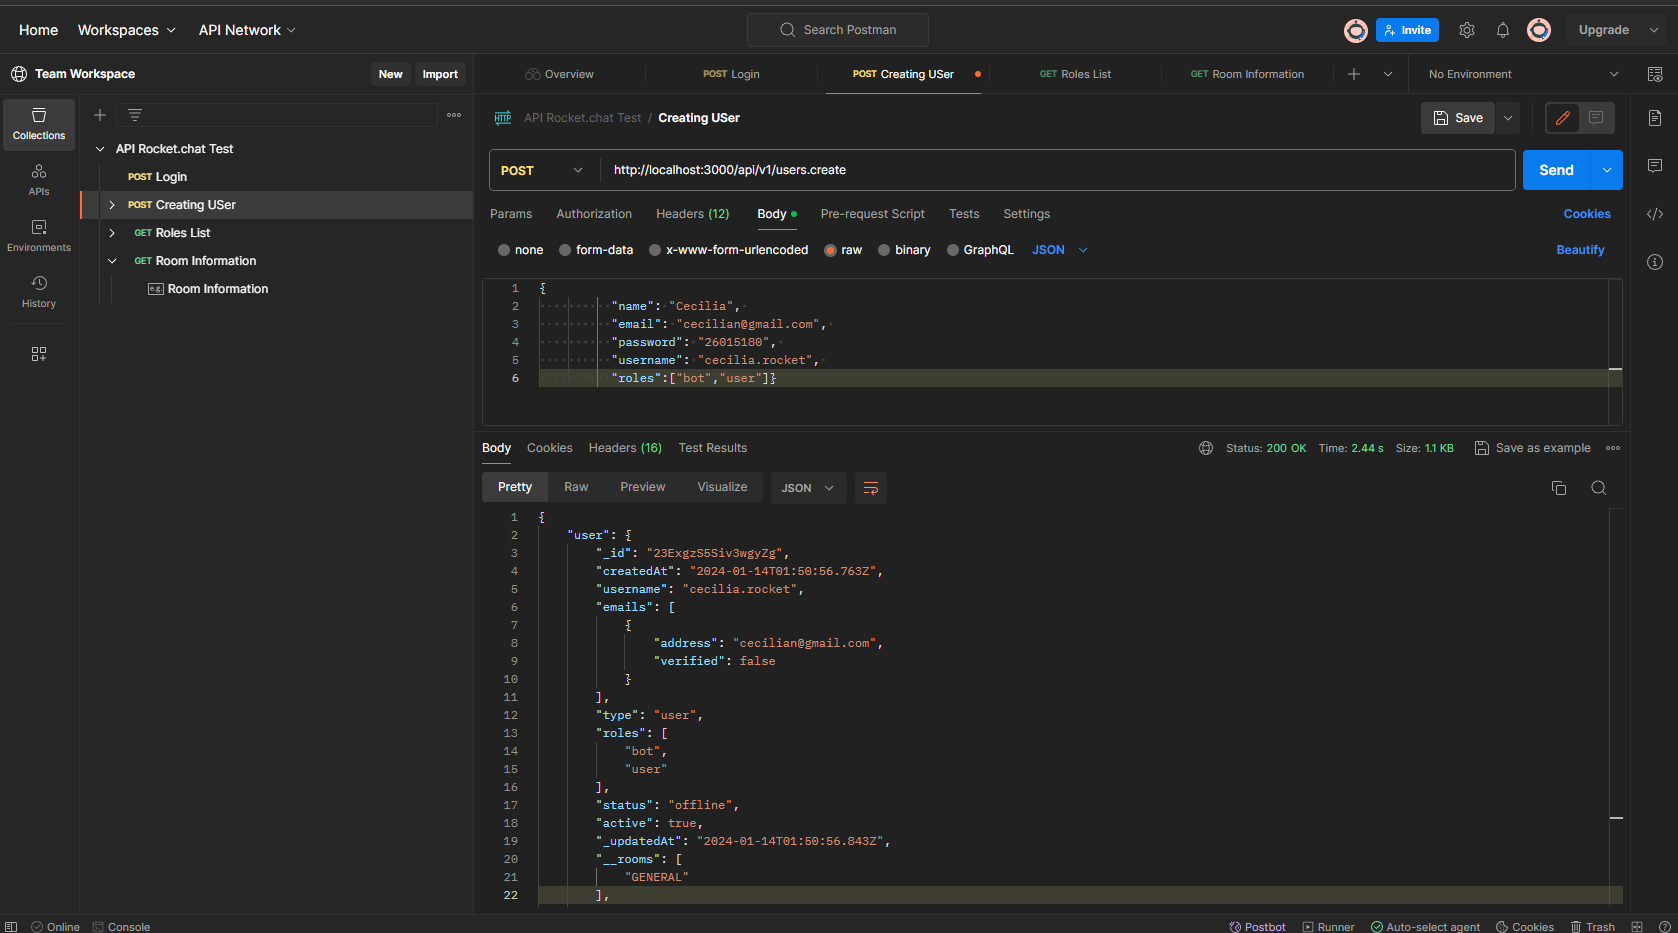 Home Workspaces API Network Search Postman Invite Upgrade
Team Workspace New Import Overview POST Login POST Creating USer GET Roles List GET Room Information No Environment
Collections
APIs
Environments
History
API Rocket.chat Test
POST Login
POST Creating USer
GET Roles List
GET Room Information
e.g. Room Information
HTTP API Rocket.chat Test / Creating USer Save
POST http://localhost:3000/api/v1/users.create Send
Params Authorization Headers (12) Body Pre-request Script Tests Settings Cookies
none form-data x-www-form-urlencoded raw binary GraphQL JSON Beautify
1 {
2 "name": "Cecilia",
3 "email": "cecilian@gmail.com",
4 "password": "26015180",
5 "username": "cecilia.rocket",
6 "roles":["bot","user"]}
Body Cookies Headers (16) Test Results Status: 200 OK Time: 2.44 s Size: 1.1 KB Save as example
Pretty Raw Preview Visualize JSON
1 {
2 "user": {
3 "_id": "23ExgzS5Siv3wgyZg",
4 "createdAt": "2024-01-14T01:50:56.763Z",
5 "username": "cecilia.rocket",
6 "emails": [
7 {
8 "address": "cecilian@gmail.com",
9 "verified": false
10 }
11 ],
12 "type": "user",
13 "roles": [
14 "bot",
15 "user"
16 ],
17 "status": "offline",
18 "active": true,
19 "_updatedAt": "2024-01-14T01:50:56.843Z",
20 "__rooms": [
21 "GENERAL"
22 ],
Online Console Postbot Runner Auto-select agent Cookies Trash